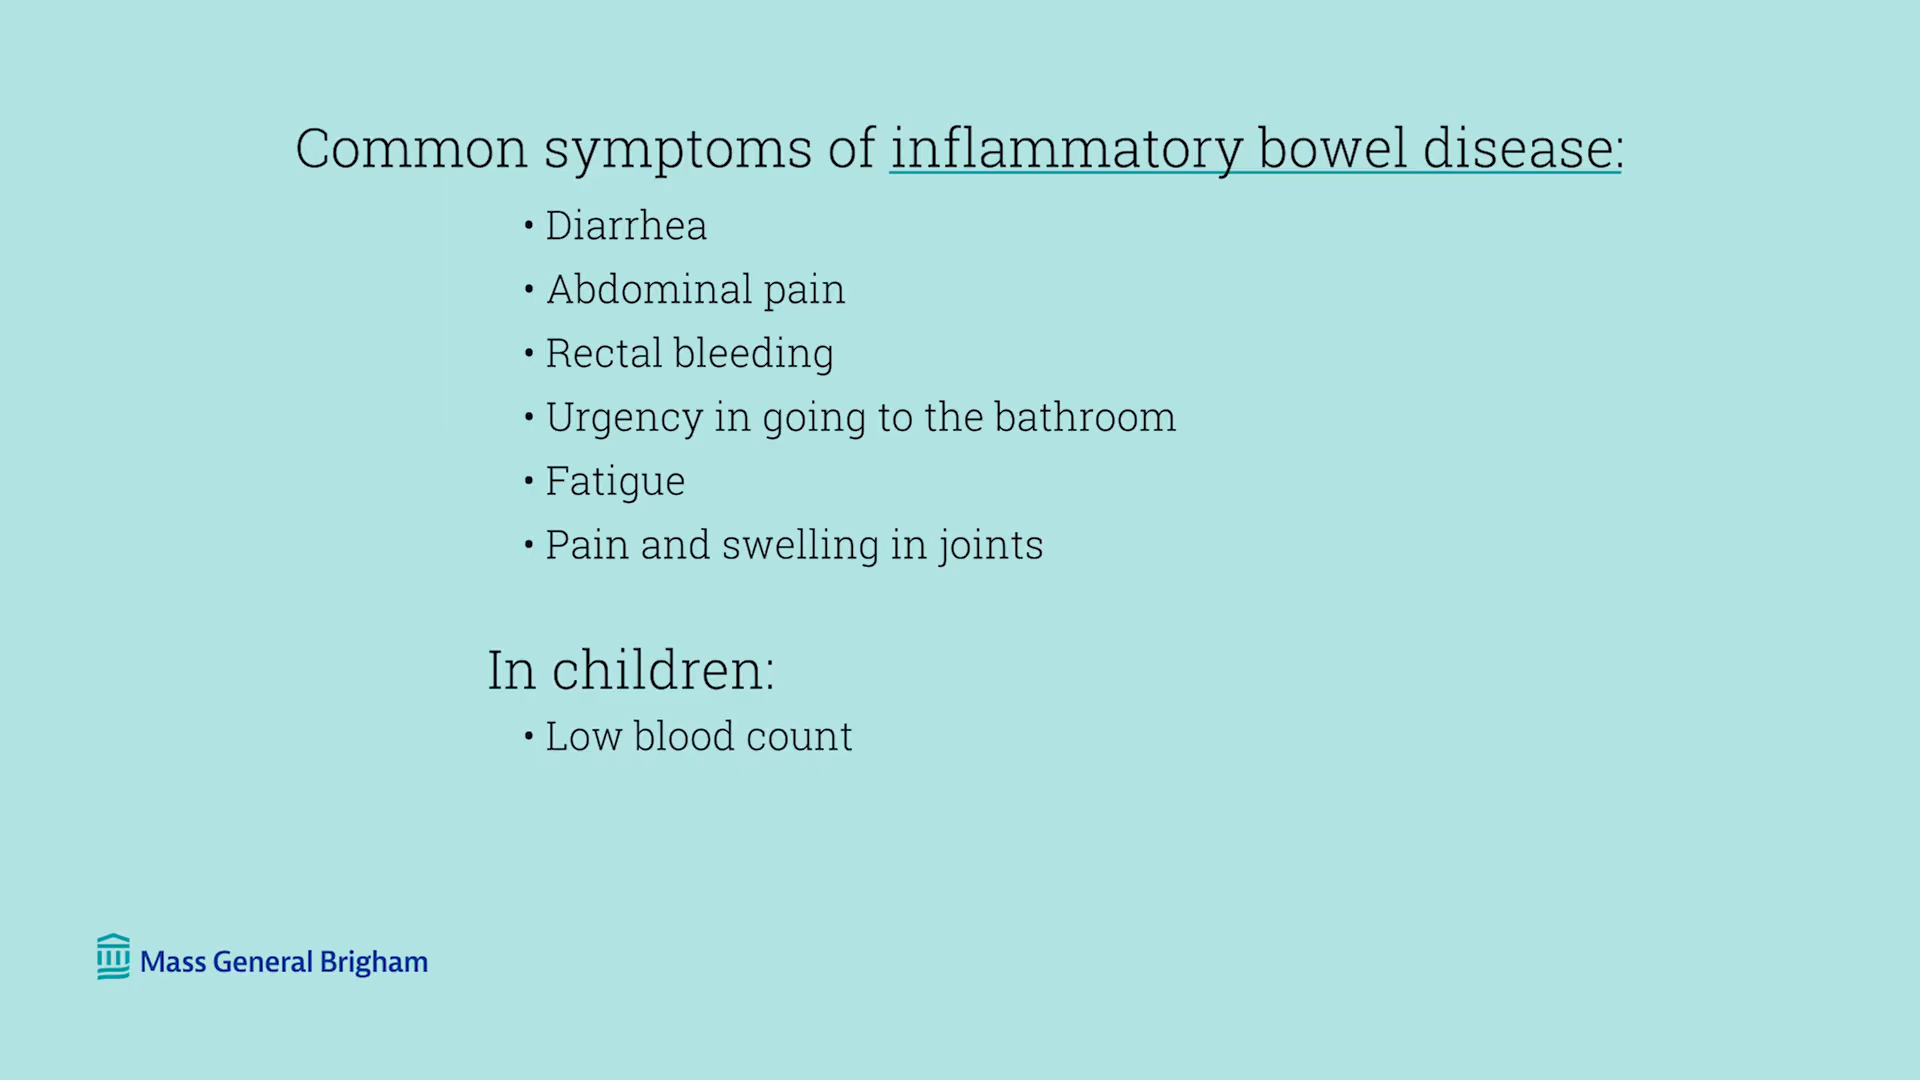 Common symptoms of inflammatory bowel disease:
• Diarrhea
• Abdominal pain
• Rectal bleeding
• Urgency in going to the bathroom
• Fatigue
• Pain and swelling in joints
In children:
• Low blood count
Mass General Brigham